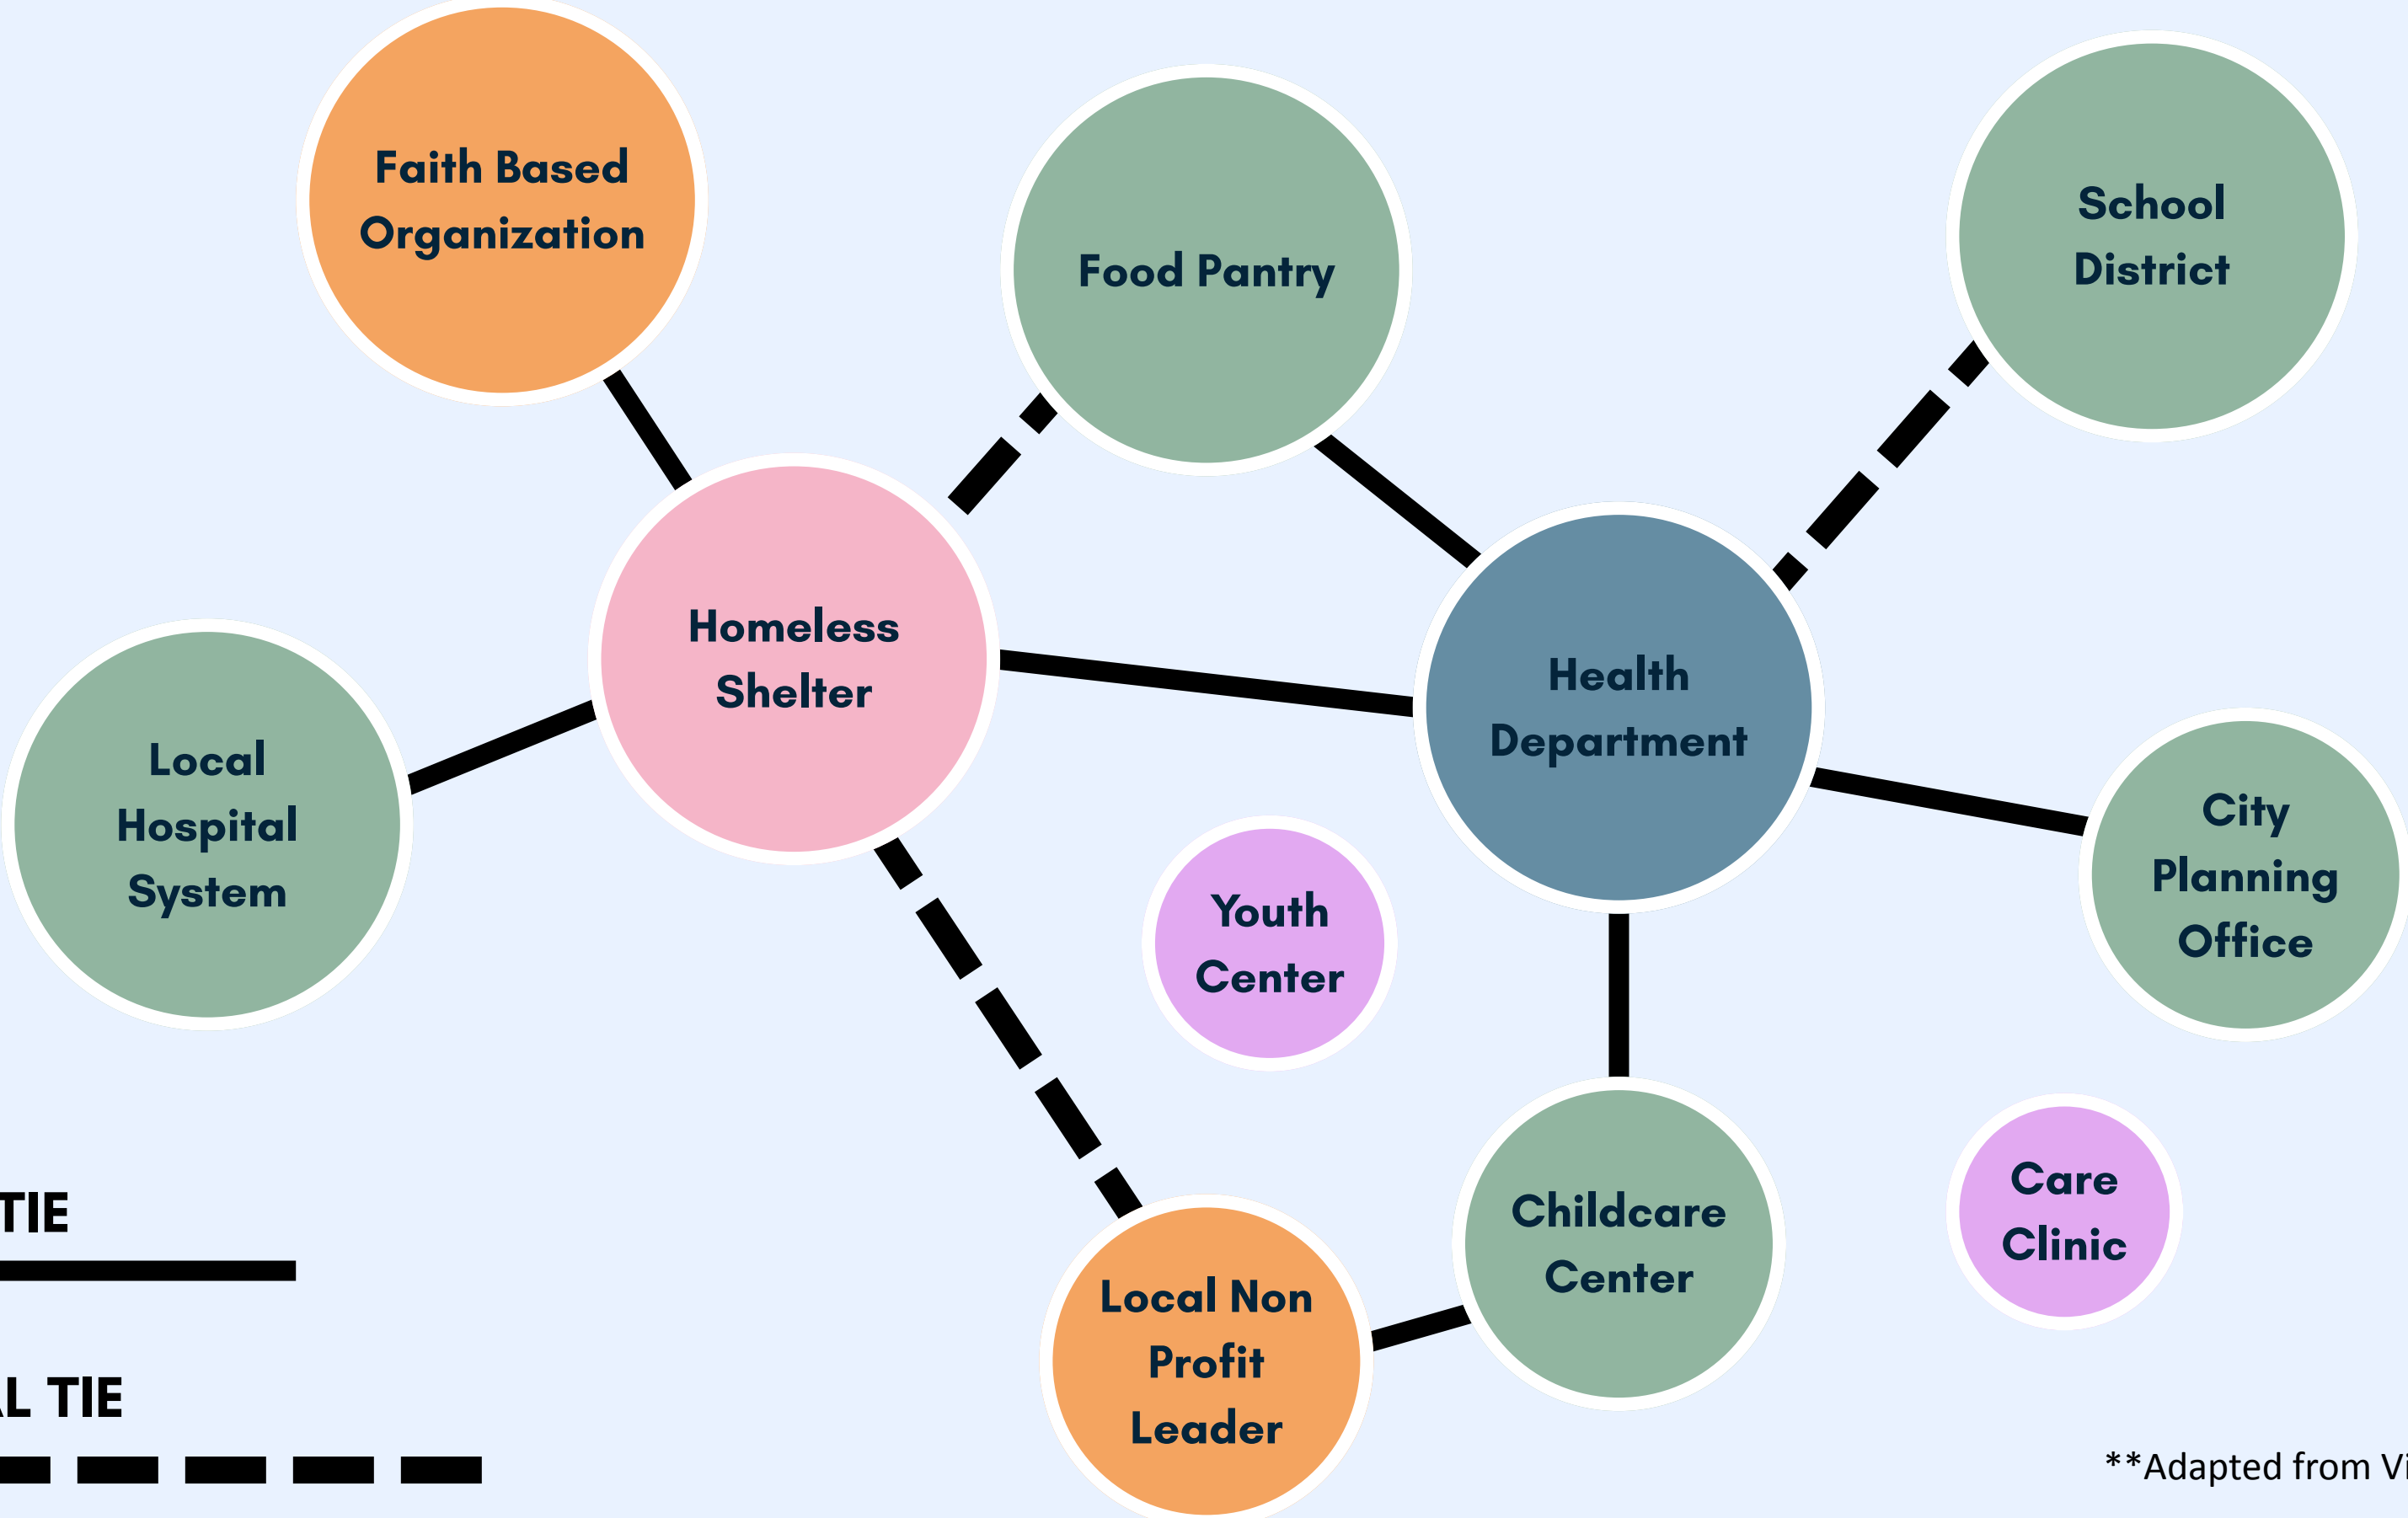 Faith Based
Organization
Food Pantry
School
District
Homeless
Shelter
Health
Department
Local
Hospital
System
City
Planning
Office
Youth
Center
Care
Clinic
Childcare
Center
Local Non
Profit
Leader
TIE
TIE
**Adapted from